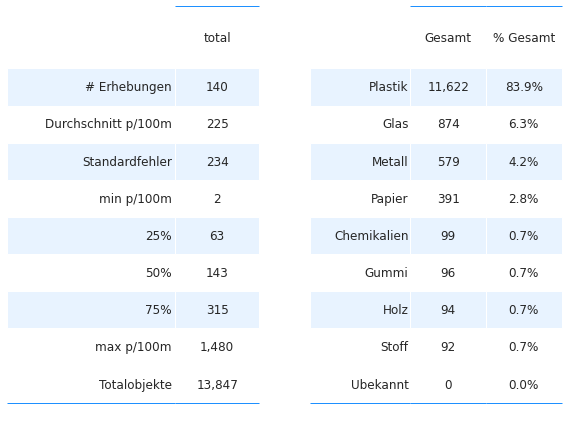 total
# Erhebungen 140
Durchschnitt p/100m 225
Standardfehler 234
min p/100m 2
25% 63
50% 143
75% 315
max p/100m 1,480
Totalobjekte 13,847
Gesamt % Gesamt
Plastik 11,622 83.9%
Glas 874 6.3%
Metall 579 4.2%
Papier 391 2.8%
Chemikalien 99 0.7%
Gummi 96 0.7%
Holz 94 0.7%
Stoff 92 0.7%
Ubekannt 0 0.0%